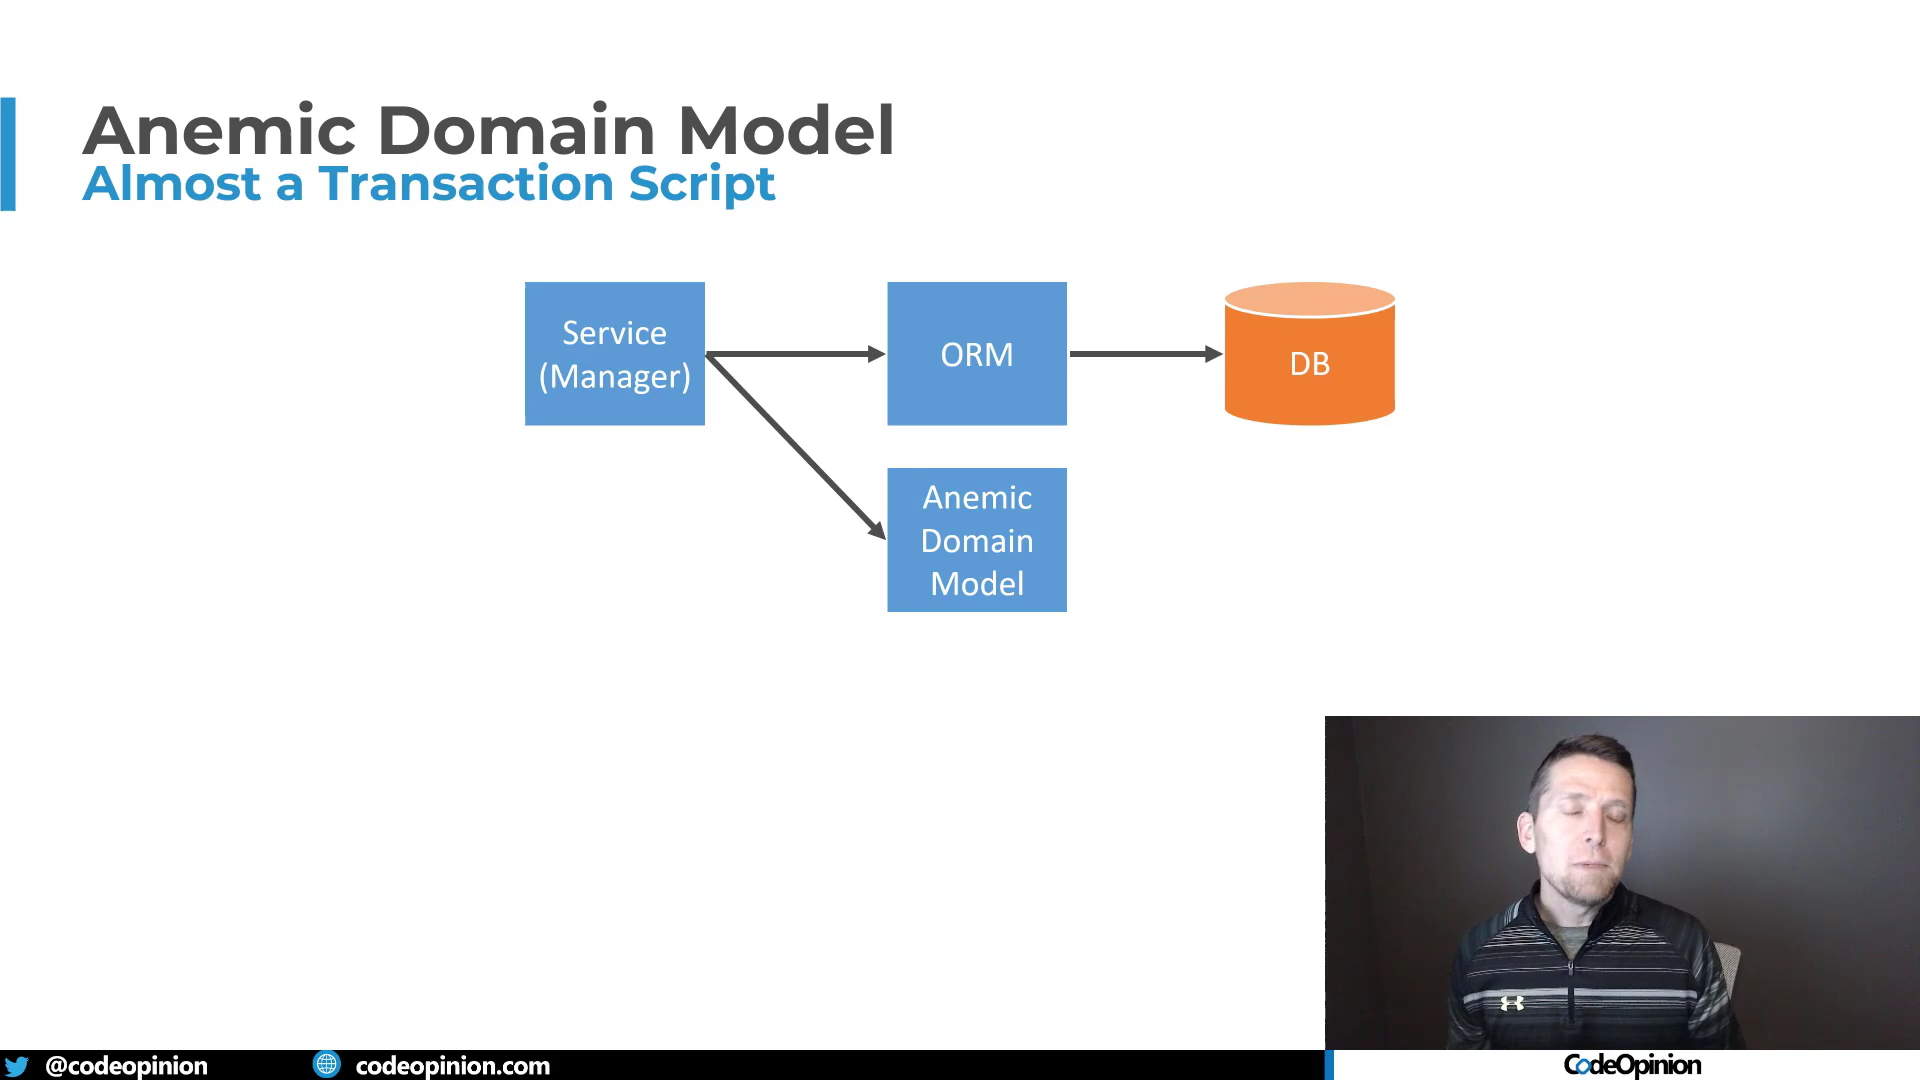 Anemic Domain Model
Almost a Transaction Script
Service
(Manager)
ORM
DB
Anemic
Domain
Model
@codeopinion
codeopinion.com
CodeOpinion